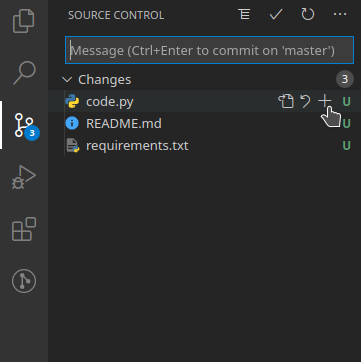 SOURCE CONTROL
Message (Ctrl+Enter to commit on 'master')
Changes 3
code.py U
3
README.md U
requirements.txt U